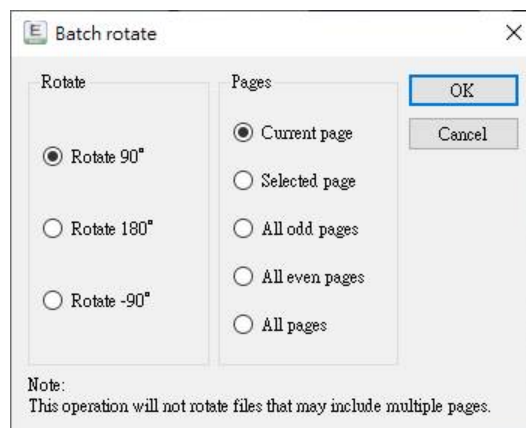 Batch rotate
Rotate
Rotate 90°
Rotate 180°
Rotate -90°
Pages
Current page
Selected page
All odd pages
All even pages
All pages
OK
Cancel
Note:
This operation will not rotate files that may include multiple pages.